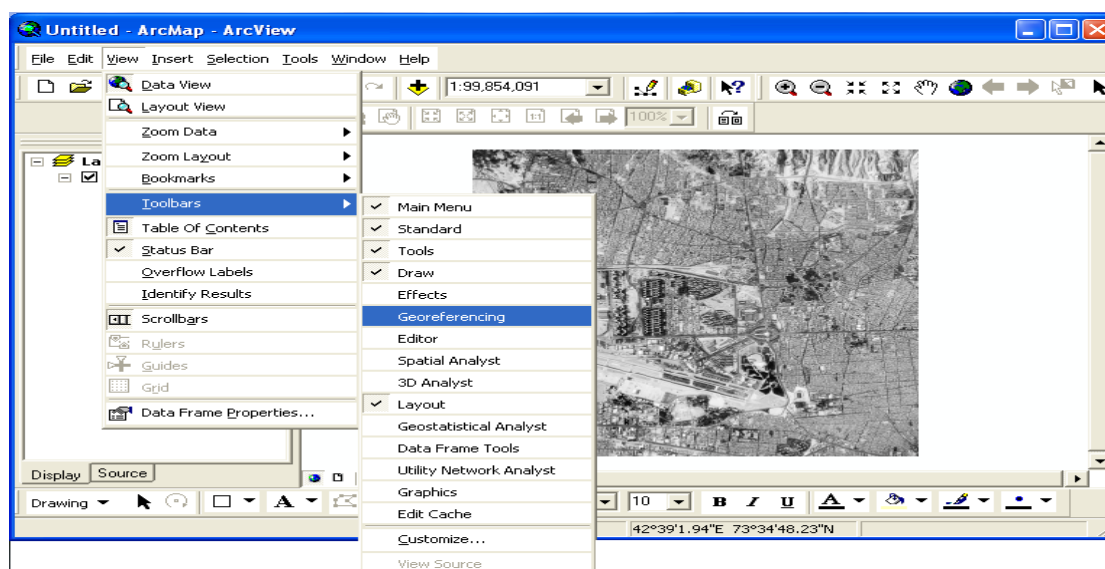 Untitled - ArcMap - ArcView
File Edit View Insert Selection Tools Window Help
1:99,854,091
100%
Data View
Layout View
Zoom Data
Zoom Layout
Bookmarks
Toolbars
Table Of Contents
Status Bar
Overflow Labels
Identify Results
Scrollbars
Rulers
Guides
Grid
Data Frame Properties...
Main Menu
Standard
Tools
Draw
Effects
Georeferencing
Editor
Spatial Analyst
3D Analyst
Layout
Geostatistical Analyst
Data Frame Tools
Utility Network Analyst
Graphics
Edit Cache
Customize...
View Source
La
Display Source
Drawing A 10 B I U A
42°39'1.94"E 73°34'48.23"N